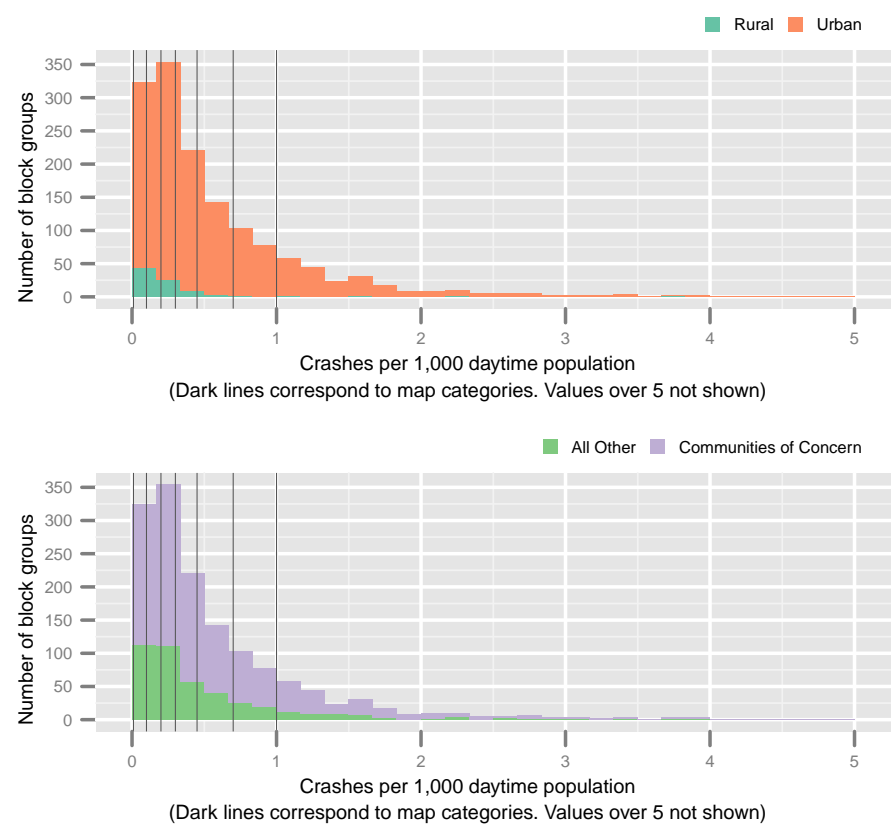 Rural Urban
350
300
250
200
150
100
50
0
Number of block groups
0 1 2 3 4 5
Crashes per 1,000 daytime population
(Dark lines correspond to map categories. Values over 5 not shown)
All Other Communities of Concern
350
300
250
200
150
100
50
0
Number of block groups
0 1 2 3 4 5
Crashes per 1,000 daytime population
(Dark lines correspond to map categories. Values over 5 not shown)